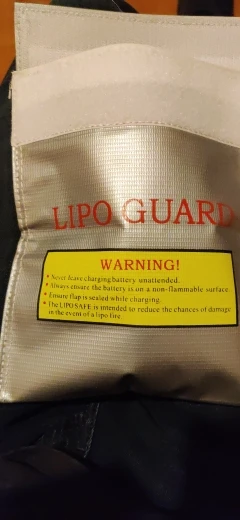 LIPO GUARD
WARNING!
* Never leave charging battery unattended.
* Always ensure the battery is on a non-flammable surface
* Ensure flap is sealed while charging.
* The LIPO SAFE is intended to reduce the chances of damage
in the event of a lipo fire